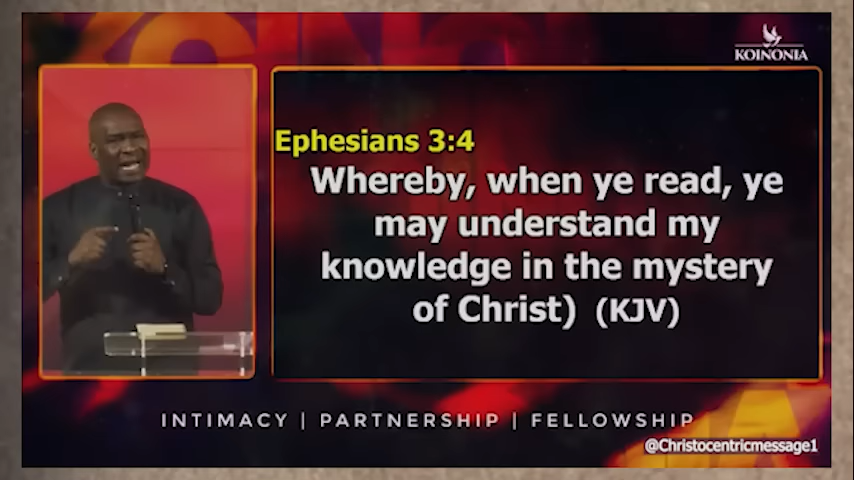 KOINONIA
Ephesians 3:4
Whereby, when ye read, ye
may understand my
knowledge in the mystery
of Christ) (KJV)
INTIMACY | PARTNERSHIP | FELLOWSHIP
@Christocentricmessage1